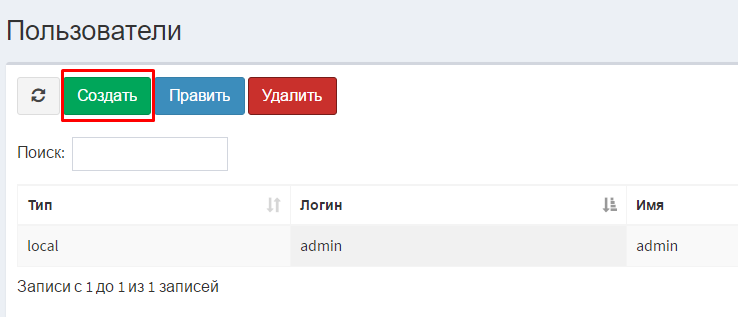 Пользователи
Создать Править Удалить
Поиск:
Тип Логин Имя
local admin admin
Записи с 1 до 1 из 1 записей